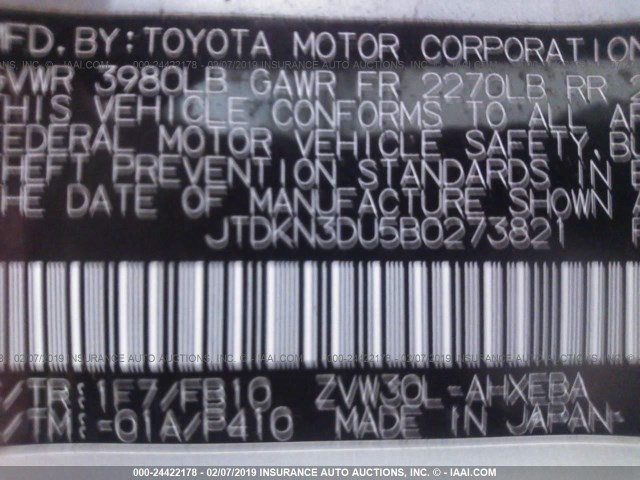 MFD. BY: TOYOTA MOTOR CORPORATION
GVWR 3980LB GAWR FR 2270LB RR
THIS VEHICLE CONFORMS TO ALL AP
FEDERAL MOTOR VEHICLE SAFETY, BU
THEFT PREVENTION STANDARDS IN E
THE DATE OF MANUFACTURE SHOWN A
JTDKN3DU5B0273821
/TR: 1F7/FB10 ZVW30L-AHXEBA
/TM: -01A/P410 MADE IN JAPAN
000-24422178 - 02/07/2019 INSURANCE AUTO AUCTIONS, INC. - © IAAI.COM